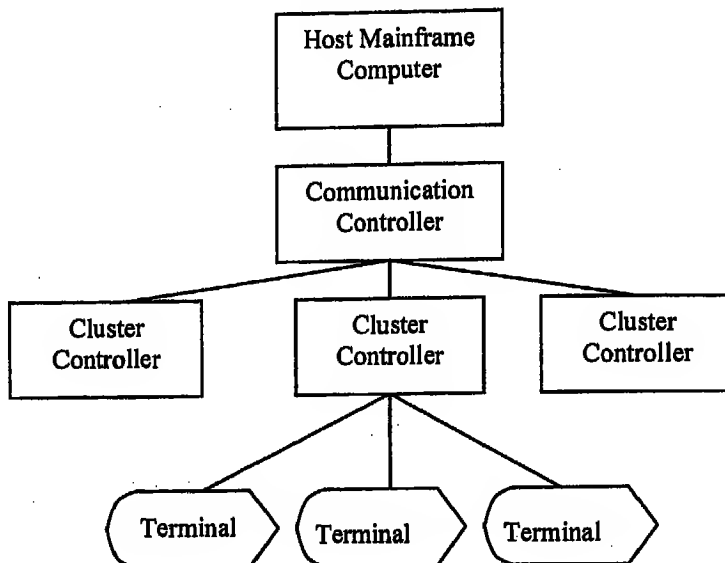 Host Mainframe
Computer
Communication
Controller
Cluster
Controller
Cluster
Controller
Cluster
Controller
Terminal
Terminal
Terminal